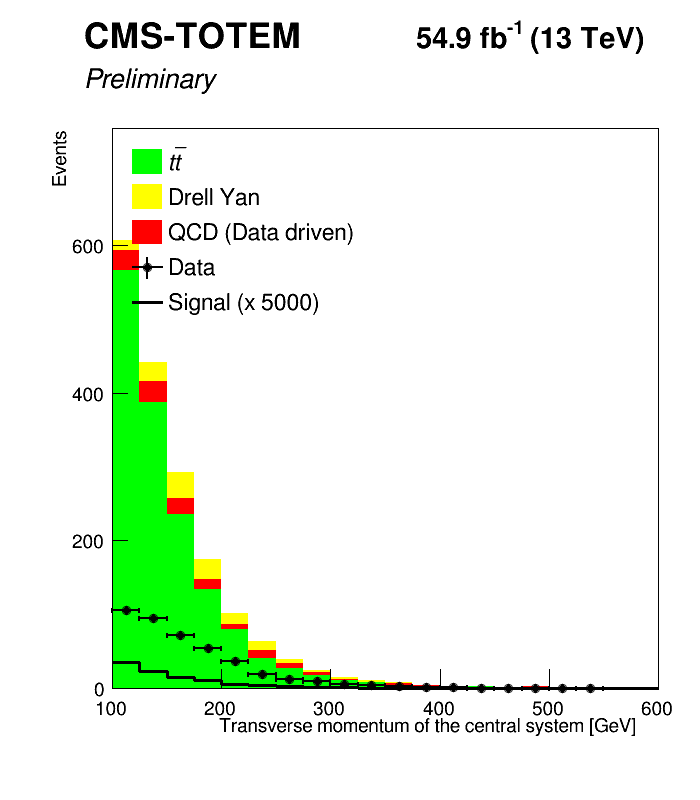 CMS-TOTEM 54.9 fb⁻¹ (13 TeV)
Preliminary
Events
tt̅
Drell Yan
QCD (Data driven)
Data
Signal (x 5000)
600
400
200
0
100 200 300 400 500 600
Transverse momentum of the central system [GeV]